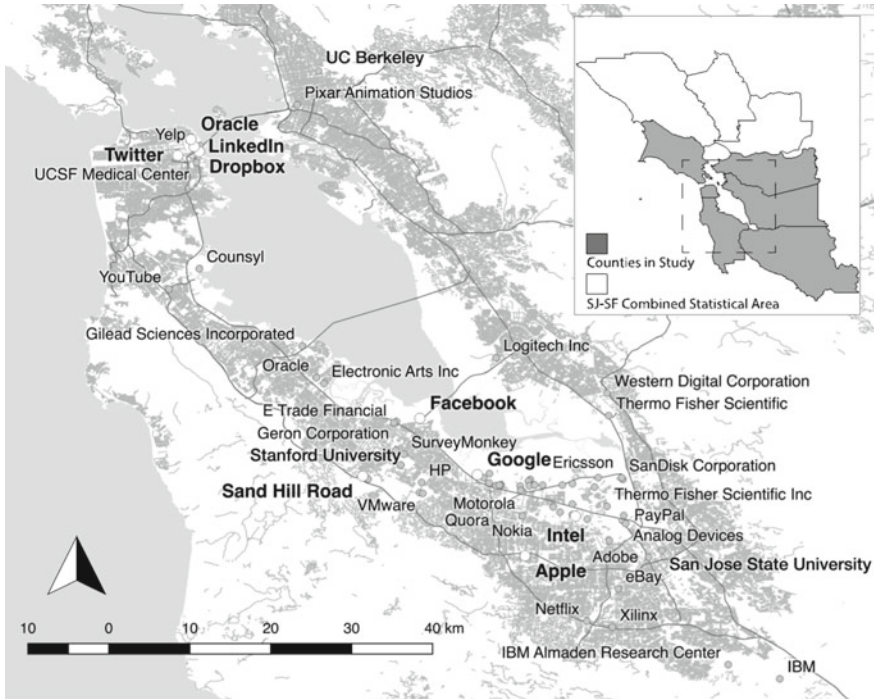 UC Berkeley
Pixar Animation Studios
Oracle
Yelp
LinkedIn
Twitter
Dropbox
UCSF Medical Center
Counsyl
YouTube
Gilead Sciences Incorporated
Logitech Inc
Oracle
Electronic Arts Inc
Western Digital Corporation
Facebook
Thermo Fisher Scientific
E Trade Financial
Geron Corporation
SurveyMonkey
Stanford University
Google
Ericsson
SanDisk Corporation
HP
Sand Hill Road
Thermo Fisher Scientific Inc
VMware
Motorola
PayPal
Quora
Nokia
Intel
Analog Devices
Adobe
San Jose State University
Apple
eBay
Netflix
Xilinx
IBM Almaden Research Center
IBM
10 0 10 20 30 40 km
Counties in Study
SJ-SF Combined Statistical Area